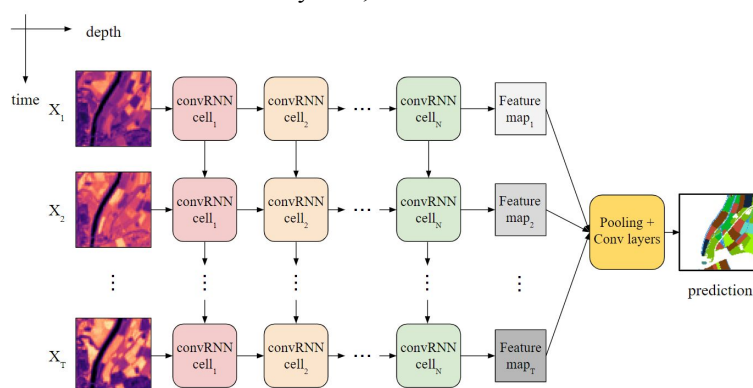 depth
time
X1
convRNN
cell1
convRNN
cell2
...
convRNN
cellN
Feature
map1
X2
convRNN
cell1
convRNN
cell2
...
convRNN
cellN
Feature
map2
Pooling +
Conv layers
prediction
XT
convRNN
cell1
convRNN
cell2
...
convRNN
cellN
Feature
mapT